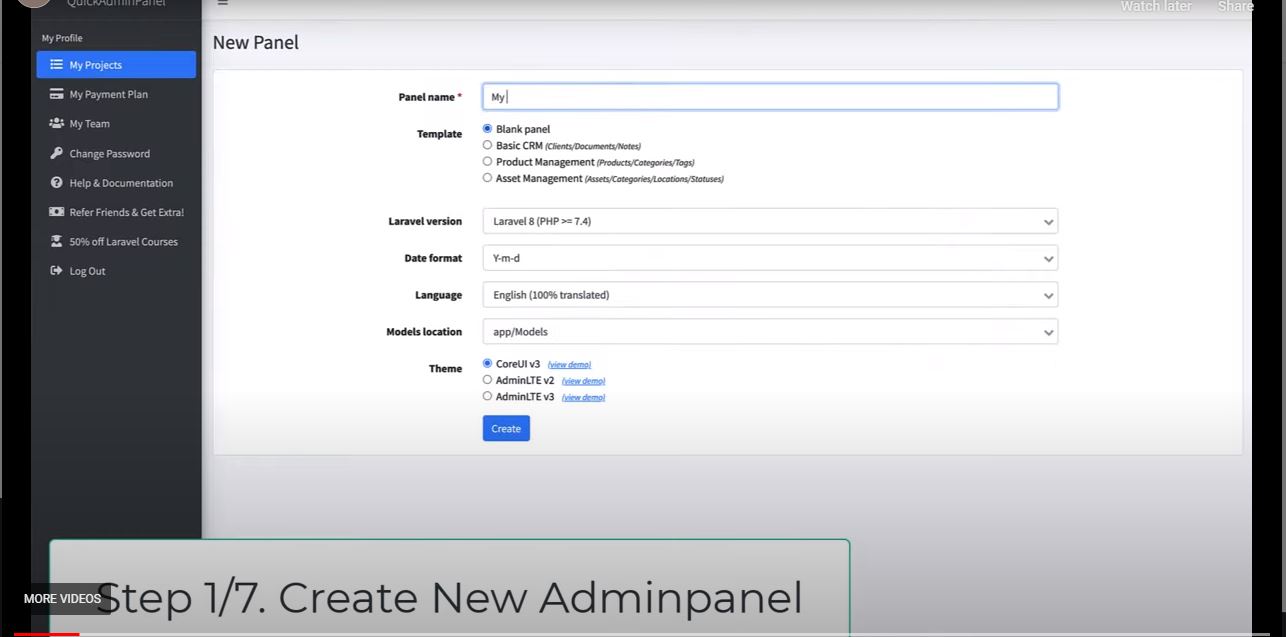 QuickAdminPanel
Watch later Share
My Profile
My Projects
My Payment Plan
My Team
Change Password
Help & Documentation
Refer Friends & Get Extra!
50% off Laravel Courses
Log Out
New Panel
Panel name * My
Template
Blank panel
Basic CRM (Clients/Documents/Notes)
Product Management (Products/Categories/Tags)
Asset Management (Assets/Categories/Locations/Statuses)
Laravel version Laravel 8 (PHP >= 7.4)
Date format Y-m-d
Language English (100% translated)
Models location app/Models
Theme
CoreUI v3 (view demo)
AdminLTE v2 (view demo)
AdminLTE v3 (view demo)
Create
MORE VIDEOS
Step 1/7. Create New Adminpanel